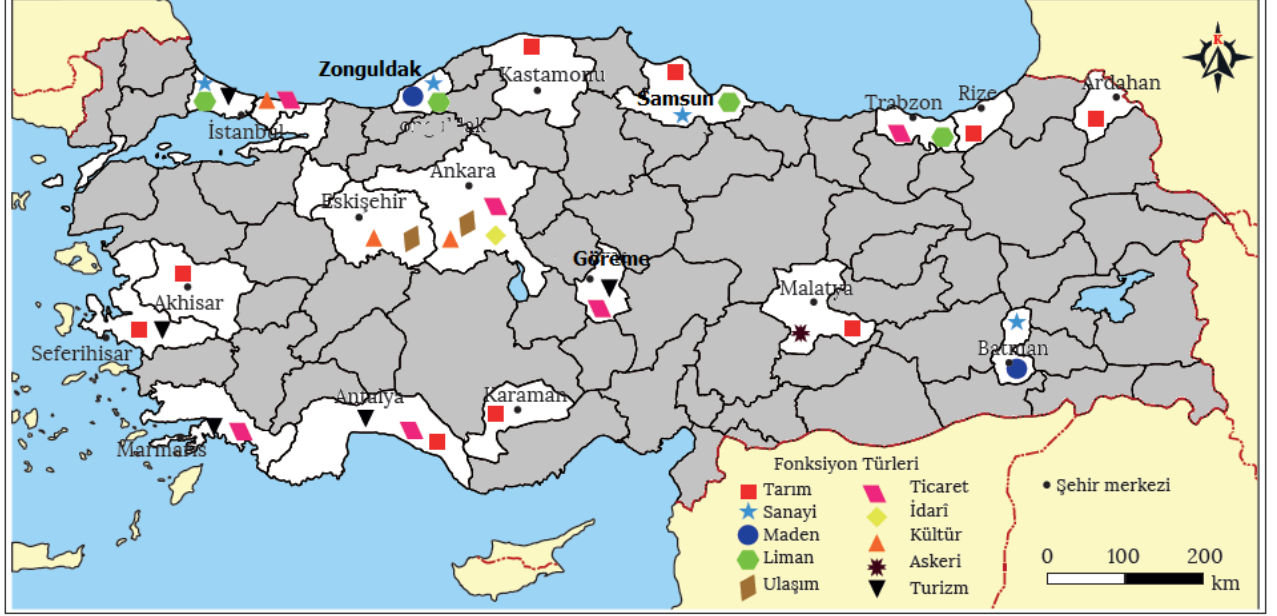 K
Zonguldak
Kastamonu
Samsun
Ardahan
Rize
Trabzon
İstanbul
Ankara
Eskişehir
Göreme
Malatya
Akhisar
Batman
Seferihisar
Antalya
Karaman
Marmaris
Fonksiyon Türleri
Tarım
Sanayi
Maden
Liman
Ulaşım
Ticaret
İdarî
Kültür
Askeri
Turizm
Şehir merkezi
0 100 200
km